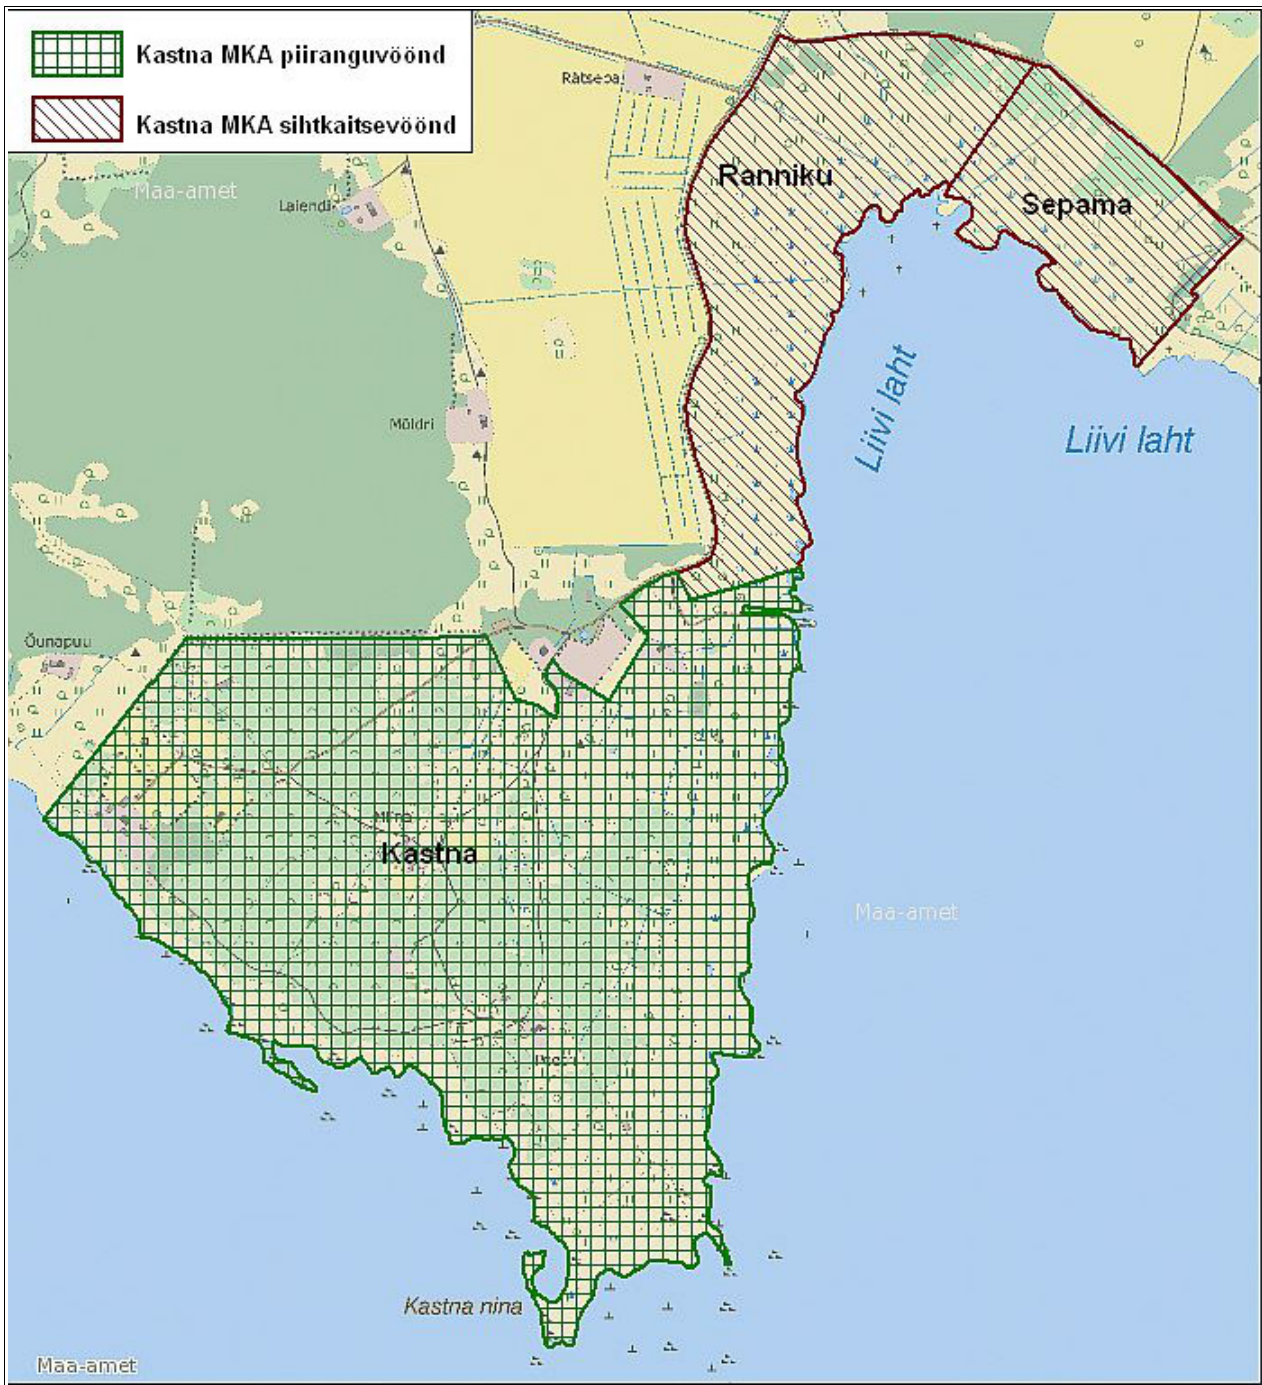 Kastna MKA piiranguvöönd
Kastna MKA sihtkaitsevöönd
Rätsepa
Maa-amet
Laiendi
Ranniku
Sepama
Liivi laht
Liivi laht
Möldri
Õunapuu
Kastna
Maa-amet
Kastna nina
Maa-amet